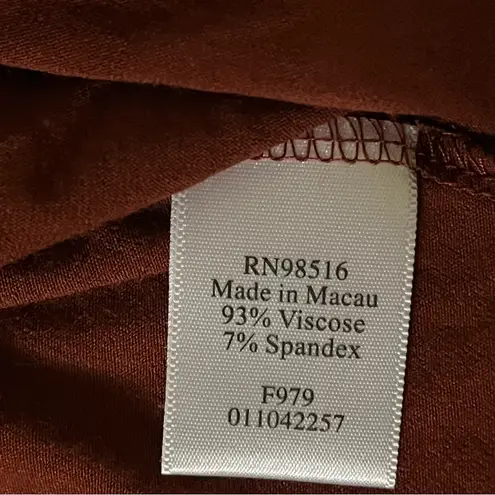 RN98516
Made in Macau
93% Viscose
7% Spandex
F979
011042257